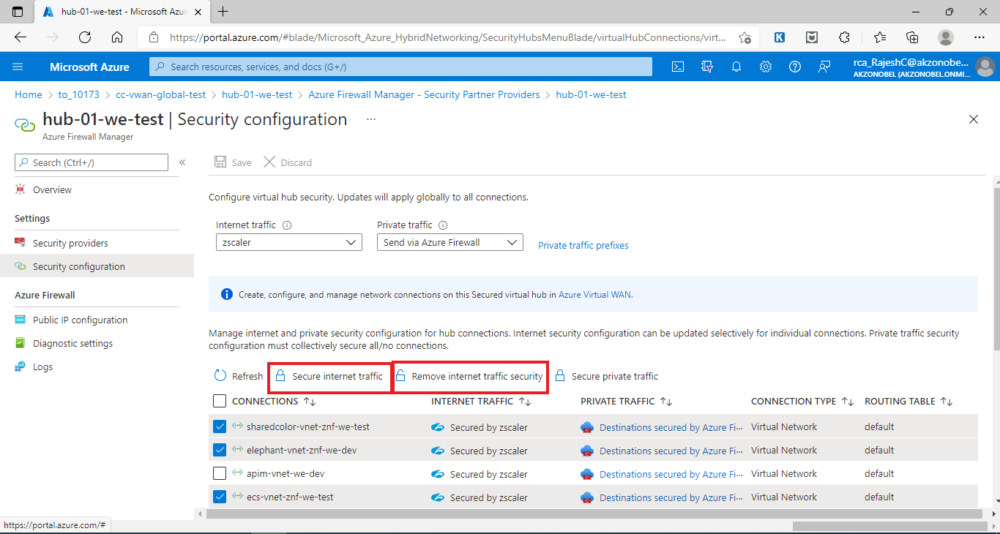 hub-01-we-test - Microsoft Azur
https://portal.azure.com/#blade/Microsoft_Azure_HybridNetworking/SecurityHubsMenuBlade/virtualHubConnections/virt...
Microsoft Azure
Search resources, services, and docs (G+/)
rca_RajeshC@akzonobe...
AKZONOBEL (AKZONOBEL.ONMI...
Home > to_10173 > cc-vwan-global-test > hub-01-we-test > Azure Firewall Manager - Security Partner Providers > hub-01-we-test
hub-01-we-test | Security configuration ...
Azure Firewall Manager
Search (Ctrl+/)
«
Overview
Settings
Security providers
Security configuration
Azure Firewall
Public IP configuration
Diagnostic settings
Logs
Save Discard
Configure virtual hub security. Updates will apply globally to all connections.
Internet traffic Private traffic
zscaler Send via Azure Firewall Private traffic prefixes
Create, configure, and manage network connections on this Secured virtual hub in Azure Virtual WAN.
Manage internet and private security configuration for hub connections. Internet security configuration can be updated selectively for individual connections. Private traffic security
configuration must collectively secure all/no connections.
Refresh Secure internet traffic Remove internet traffic security Secure private traffic
CONNECTIONS ↑↓ INTERNET TRAFFIC ↑↓ PRIVATE TRAFFIC ↑↓ CONNECTION TYPE ↑↓ ROUTING TABLE ↑↓
sharedcolor-vnet-znf-we-test Secured by zscaler Destinations secured by Azure Fi... Virtual Network default
elephant-vnet-znf-we-dev Secured by zscaler Destinations secured by Azure Fi... Virtual Network default
apim-vnet-we-dev Secured by zscaler Destinations secured by Azure Fi... Virtual Network default
ecs-vnet-znf-we-test Secured by zscaler Destinations secured by Azure Fi... Virtual Network default
https://portal.azure.com/#